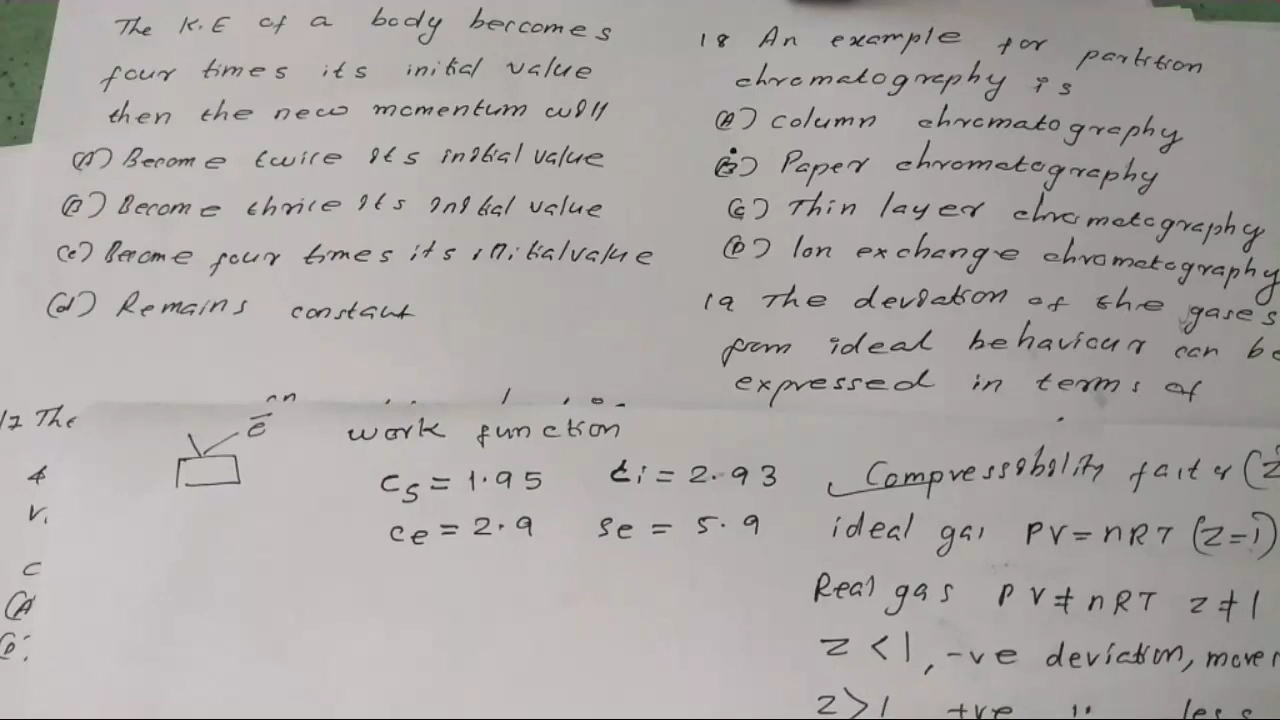 The K.E of a body bercomes
four times its initial value
then the new momentum will
(A) Become twice its initial value
(B) Become thrice its initial value
(c) Become four times its initial value
(d) Remains constant
18 An example for partition
chromatography is
(A) column chromatography
(B) Paper chromatography
(C) Thin layer chromatography
(D) Ion exchange chromatography
19 The deviation of the gases
from ideal behaviour can be
expressed in terms of
17 The
e̅
work function
Cs = 1.95
Li = 2.93
Ce = 2.9
Se = 5.9
c
(A
Compressibility factor (Z
ideal gas PV = nRT (Z=1)
Real gas PV ≠ nRT Z ≠ 1
Z < 1, -ve deviation, more
Z > 1 +ve " less